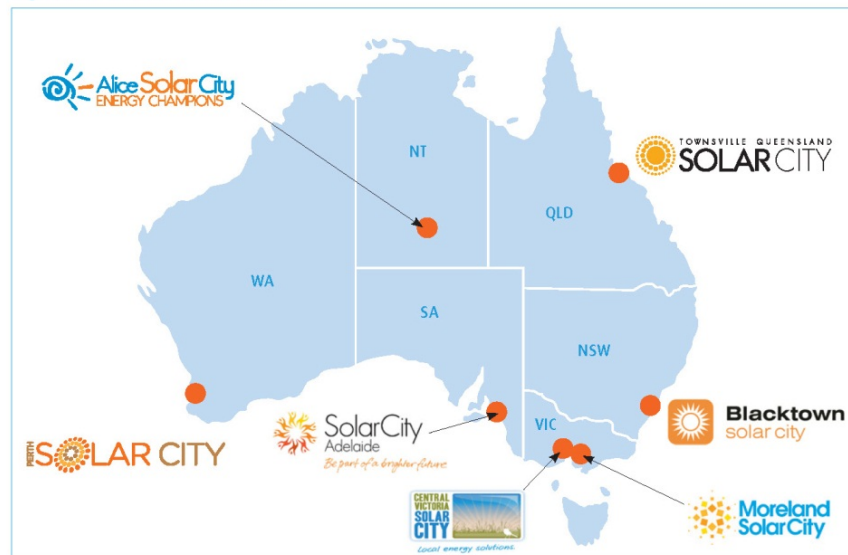 Alice Solar City
ENERGY CHAMPIONS
NT
TOWNSVILLE QUEENSLAND
SOLAR CITY
QLD
WA
SA
NSW
PERTH
SOLAR CITY
SolarCity
Adelaide
Be part of a brighter future
VIC
Blacktown
solar city
CENTRAL
VICTORIA
SOLAR
CITY
Local energy solutions.
Moreland
SolarCity